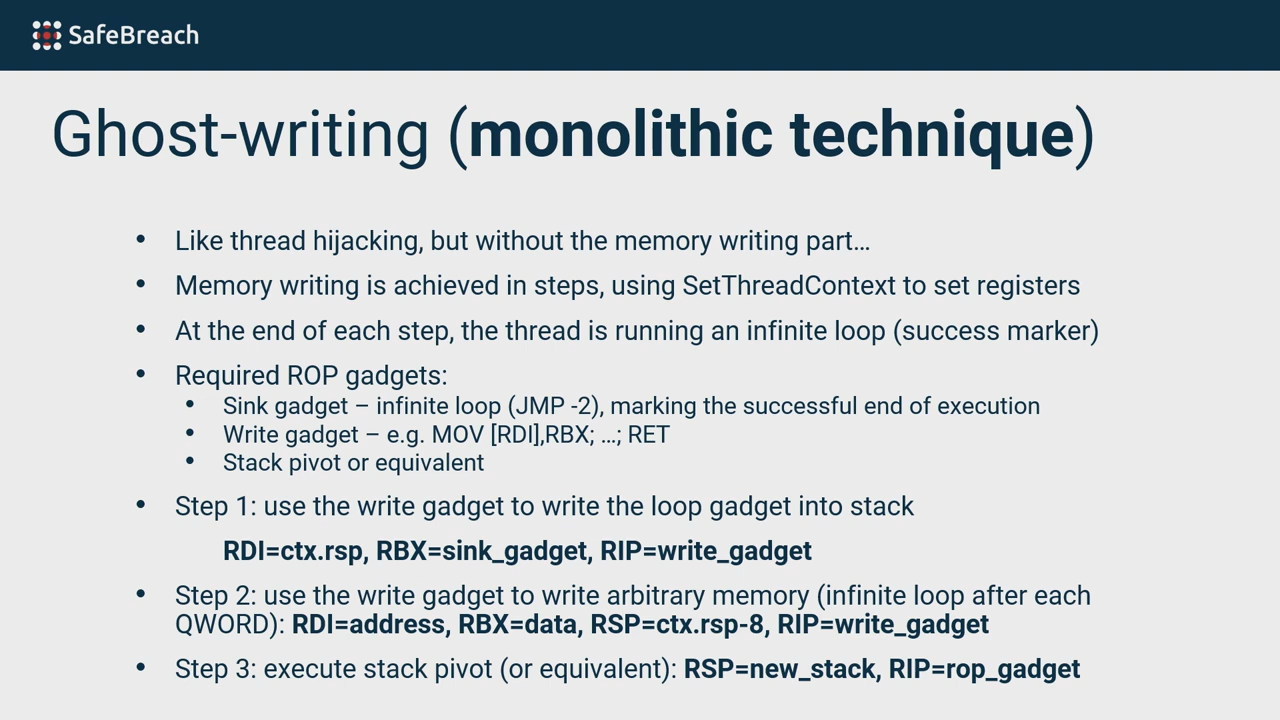 SafeBreach
Ghost-writing (monolithic technique)
• Like thread hijacking, but without the memory writing part…
• Memory writing is achieved in steps, using SetThreadContext to set registers
• At the end of each step, the thread is running an infinite loop (success marker)
• Required ROP gadgets:
• Sink gadget – infinite loop (JMP -2), marking the successful end of execution
• Write gadget – e.g. MOV [RDI],RBX; …; RET
• Stack pivot or equivalent
• Step 1: use the write gadget to write the loop gadget into stack
RDI=ctx.rsp, RBX=sink_gadget, RIP=write_gadget
• Step 2: use the write gadget to write arbitrary memory (infinite loop after each
QWORD): RDI=address, RBX=data, RSP=ctx.rsp-8, RIP=write_gadget
• Step 3: execute stack pivot (or equivalent): RSP=new_stack, RIP=rop_gadget